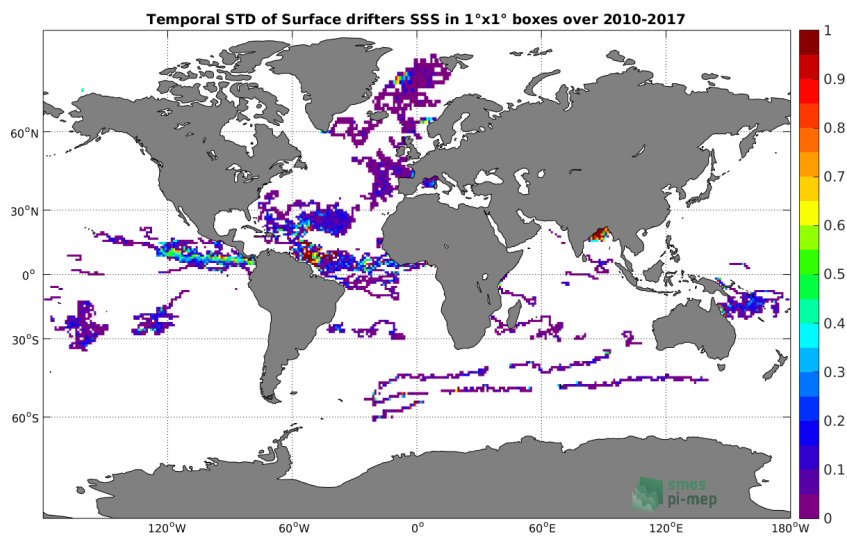 Temporal STD of Surface drifters SSS in 1°x1° boxes over 2010-2017
1
0.9
0.8
0.7
0.6
0.5
0.4
0.3
0.2
0.1
0
60°N
30°N
0°
30°S
60°S
smos
pi-mep
120°W
60°W
0°
60°E
120°E
180°W